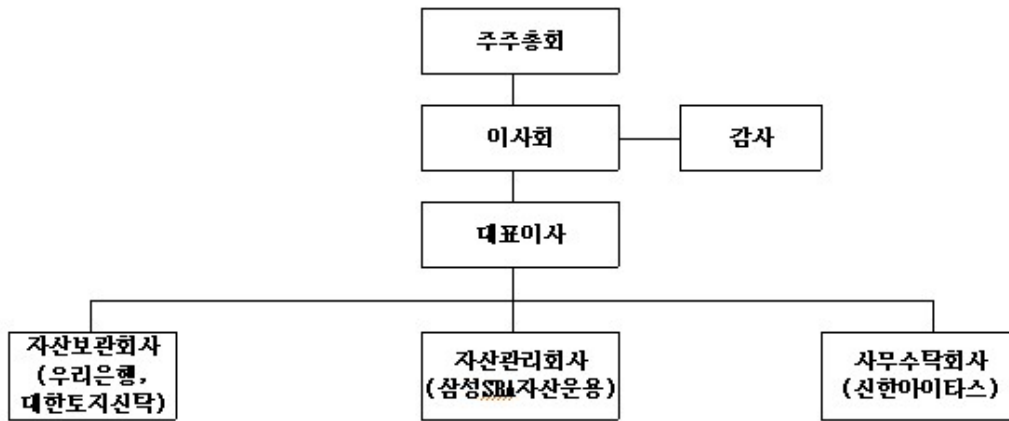 주주총회
이사회
감사
대표이사
자산보관회사
(우리은행,
대한토지신탁)
자산관리회사
(삼성SRA자산운용)
사무수탁회사
(신한아이타스)